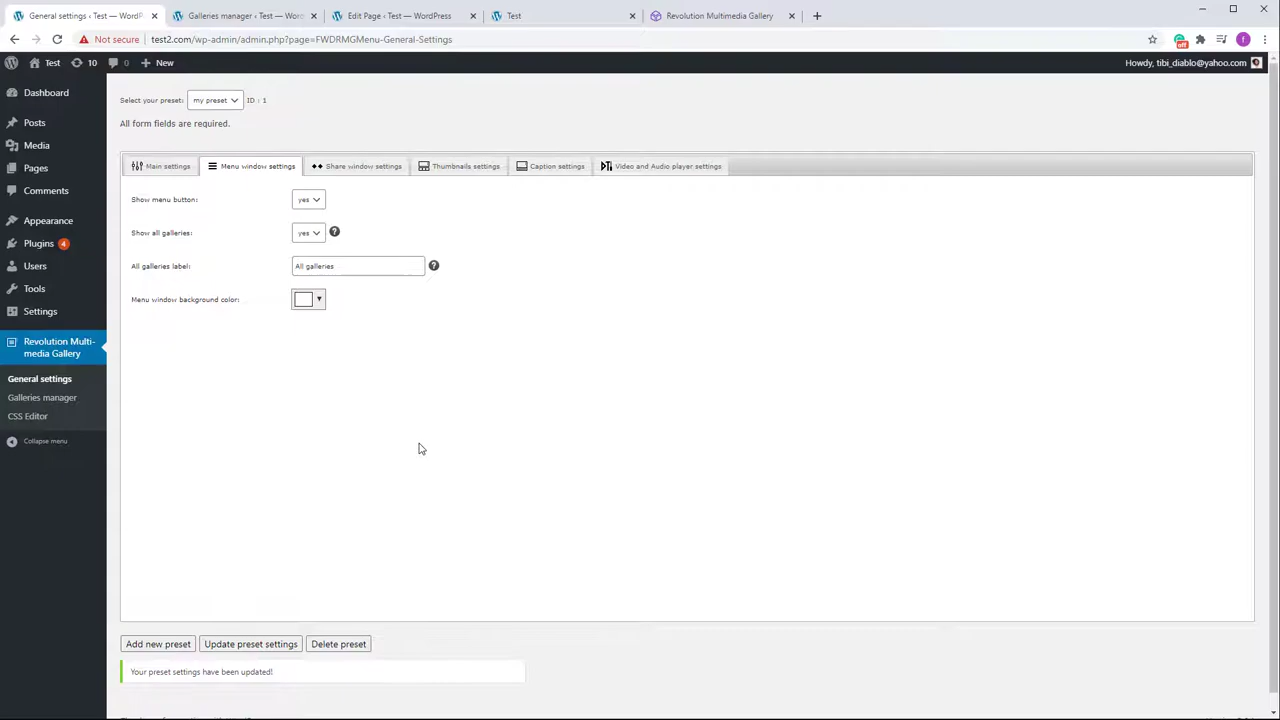 General settings ‹ Test — WordP
Galleries manager ‹ Test — Wor
Edit Page ‹ Test — WordPress
Test
Revolution Multimedia Gallery
Not secure
test2.com/wp-admin/admin.php?page=FWDRMGMenu-General-Settings
Test
10
0
New
Howdy, tibi_diablo@yahoo.com
Dashboard
Posts
Media
Pages
Comments
Appearance
Plugins 4
Users
Tools
Settings
Revolution Multi-
media Gallery
General settings
Galleries manager
CSS Editor
Collapse menu
Select your preset: my preset ID : 1
All form fields are required.
Main settings
Menu window settings
Share window settings
Thumbnails settings
Caption settings
Video and Audio player settings
Show menu button: yes
Show all galleries: yes ?
All galleries label: All galleries ?
Menu window background color:
Add new preset
Update preset settings
Delete preset
Your preset settings have been updated!